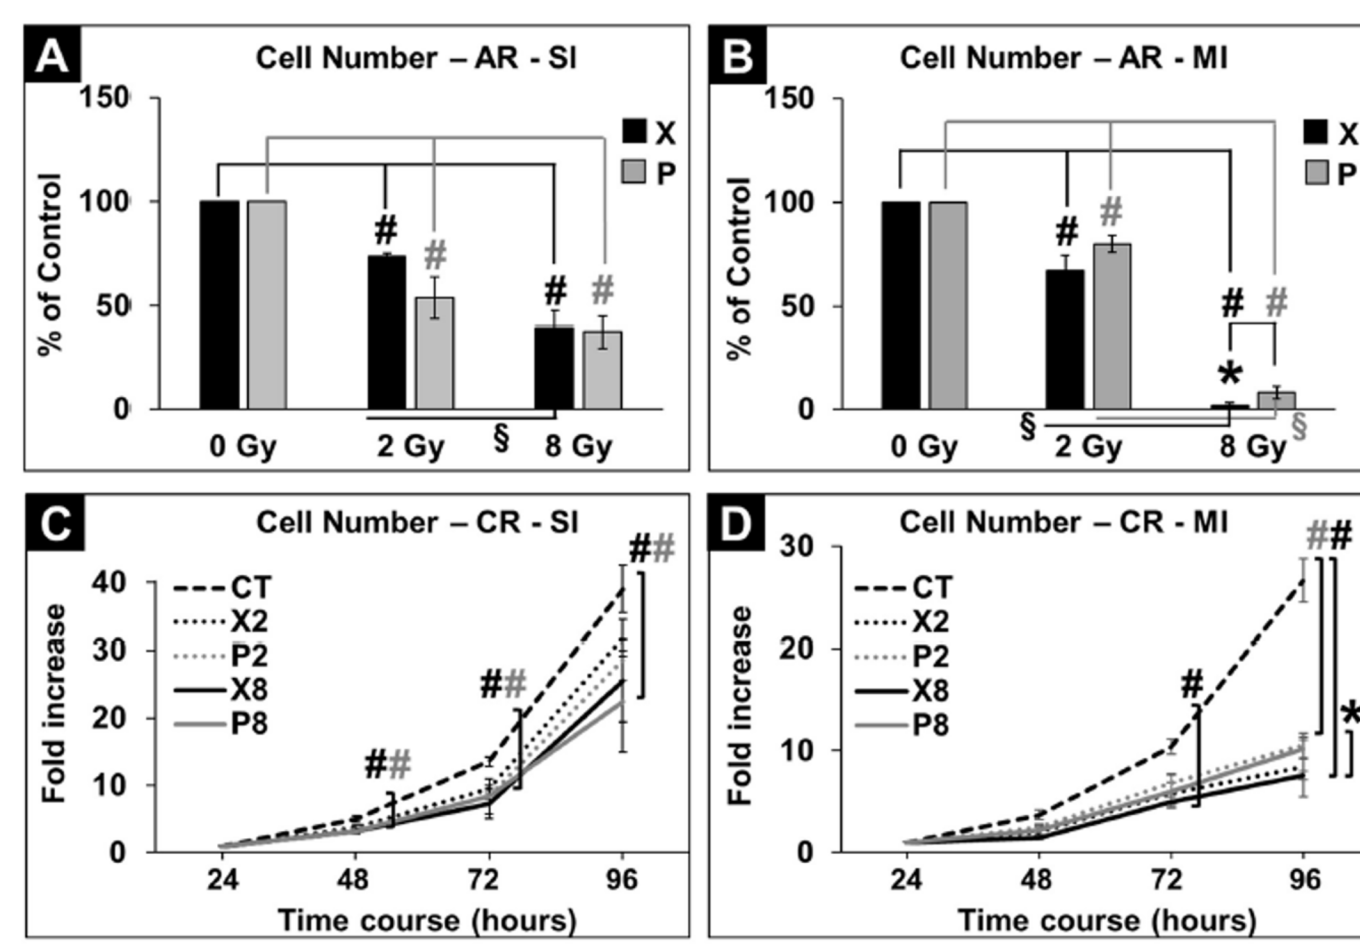 A
Cell Number – AR - SI
150
100
50
0
% of Control
X
P
#
#
#
#
§
0 Gy
2 Gy
8 Gy
B
Cell Number – AR - MI
150
100
50
0
% of Control
X
P
#
#
#
#
*
§
§
0 Gy
2 Gy
8 Gy
C
Cell Number – CR - SI
##
40
30
20
10
0
Fold increase
CT
X2
P2
X8
P8
##
##
24
48
72
96
Time course (hours)
D
Cell Number – CR - MI
##
30
20
10
0
Fold increase
CT
X2
P2
X8
P8
#
*
24
48
72
96
Time course (hours)